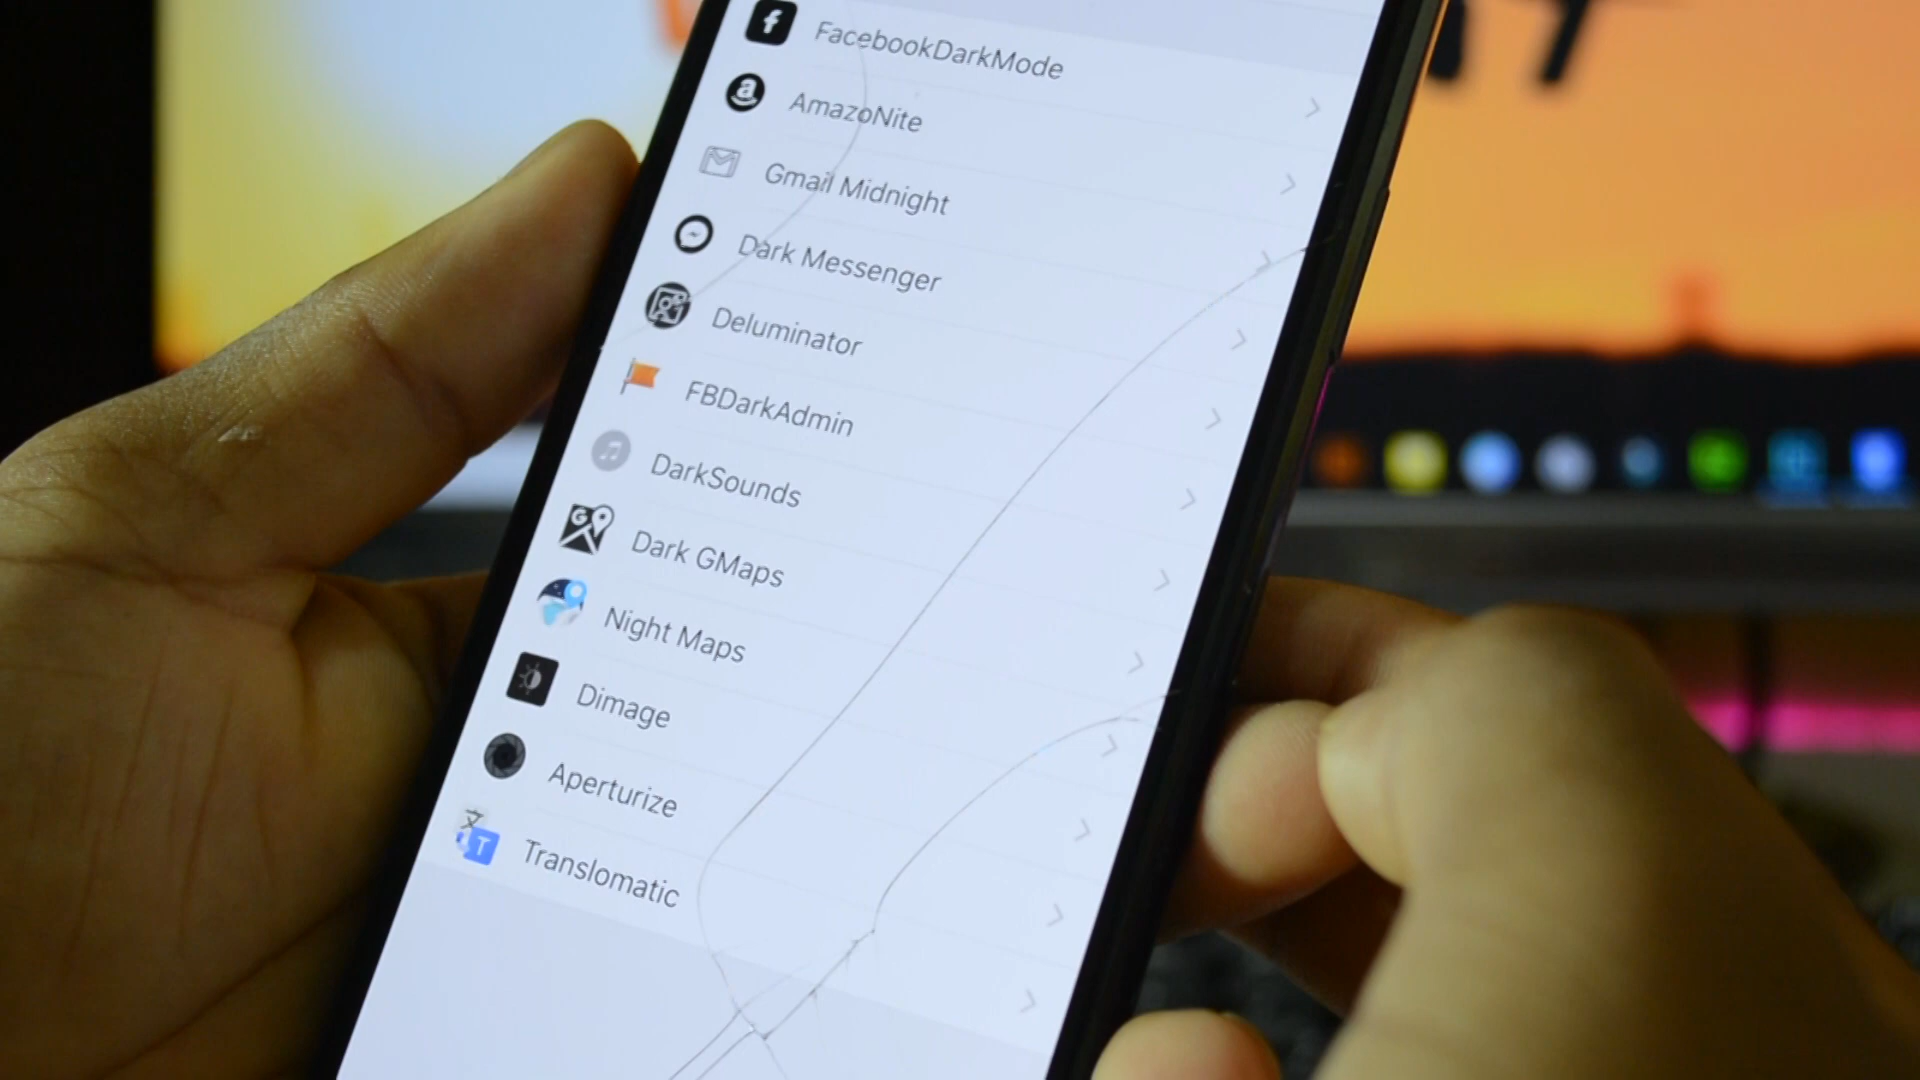 FacebookDarkMode
AmazoNite
Gmail Midnight
Dark Messenger
Deluminator
FBDarkAdmin
DarkSounds
Dark GMaps
Night Maps
Dimage
Aperturize
Translomatic